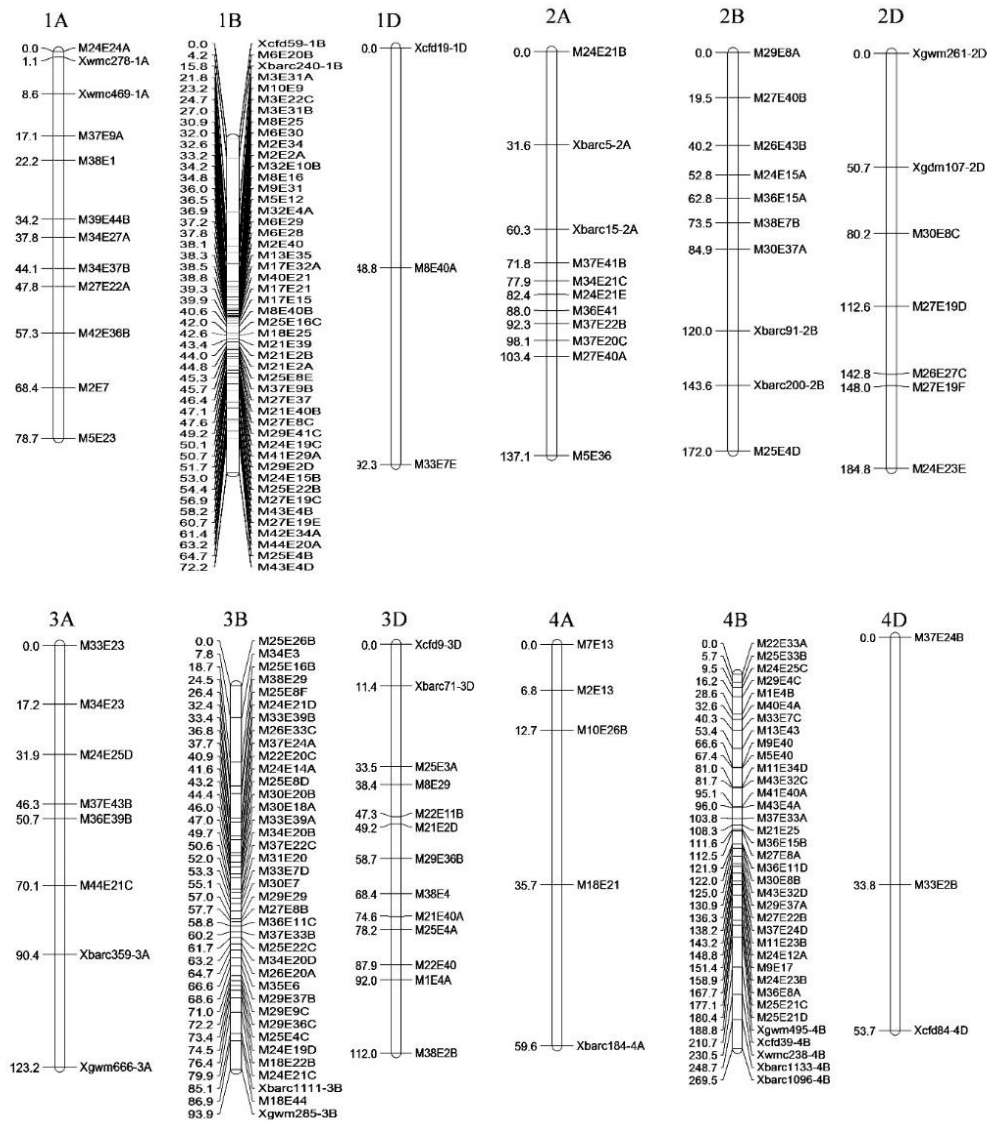 1A
0.0 M24E24A
1.1 Xwmc278-1A
8.6 Xwmc469-1A
17.1 M37E9A
22.2 M38E1
34.2 M39E44B
37.8 M34E27A
44.1 M34E37B
47.8 M27E22A
57.3 M42E36B
68.4 M2E7
78.7 M5E23
1B
0.0 Xcfd59-1B
4.2 M6E20B
15.8 Xbarc240-1B
21.8 M3E31A
23.2 M10E9
24.7 M3E22C
27.0 M3E31B
30.9 M8E25
32.0 M6E30
32.6 M2E34
33.2 M2E2A
34.2 M32E10B
34.8 M8E16
36.0 M9E31
36.5 M5E12
36.9 M32E4A
37.2 M6E29
37.8 M6E28
38.1 M2E40
38.3 M13E35
38.5 M17E32A
38.8 M40E21
39.3 M17E21
39.9 M17E15
40.6 M8E40B
42.0 M25E16C
42.6 M18E25
43.4 M21E39
44.0 M21E2B
44.8 M21E2A
45.3 M25E8E
45.7 M37E9B
46.4 M27E37
47.1 M21E40B
47.6 M27E8C
49.2 M29E41C
50.1 M24E19C
50.7 M41E29A
51.7 M29E2D
53.0 M24E15B
54.4 M25E22B
56.9 M27E19C
58.2 M43E4B
60.7 M27E19E
61.4 M42E34A
63.2 M44E20A
64.7 M25E4B
72.2 M43E4D
1D
0.0 Xcfd19-1D
48.8 M8E40A
92.3 M33E7E
2A
0.0 M24E21B
31.6 Xbarc5-2A
60.3 Xbarc15-2A
71.8 M37E41B
77.9 M34E21C
82.4 M24E21E
88.0 M36E41
92.3 M37E22B
98.1 M37E20C
103.4 M27E40A
137.1 M5E36
2B
0.0 M29E8A
19.5 M27E40B
40.2 M26E43B
52.8 M24E15A
62.8 M36E15A
73.5 M38E7B
84.9 M30E37A
120.0 Xbarc91-2B
143.6 Xbarc200-2B
172.0 M25E4D
2D
0.0 Xgwm261-2D
50.7 Xgdm107-2D
80.2 M30E8C
112.6 M27E19D
142.8 M26E27C
148.0 M27E19F
184.8 M24E23E
3A
0.0 M33E23
17.2 M34E23
31.9 M24E25D
46.3 M37E43B
50.7 M36E39B
70.1 M44E21C
90.4 Xbarc359-3A
123.2 Xgwm666-3A
3B
0.0 M25E26B
7.8 M34E3
18.7 M25E16B
24.5 M38E29
26.4 M25E8F
32.4 M24E21D
33.4 M33E39B
36.8 M26E33C
37.7 M37E24A
40.9 M22E20C
41.6 M24E14A
43.2 M25E8D
44.4 M30E20B
46.0 M30E18A
47.0 M33E39A
49.7 M34E20B
50.6 M37E22C
52.0 M31E20
53.3 M33E7D
55.1 M30E7
57.0 M29E29
57.7 M27E8B
58.8 M36E11C
60.2 M37E33B
61.7 M25E22C
63.2 M34E20D
64.7 M26E20A
66.6 M35E6
68.6 M29E37B
71.0 M29E9C
72.2 M29E36C
73.4 M25E4C
74.5 M24E19D
76.4 M18E22B
79.9 M24E21C
85.1 Xbarc1111-3B
86.9 M18E44
93.9 Xgwm285-3B
3D
0.0 Xcfd9-3D
11.4 Xbarc71-3D
33.5 M25E3A
38.4 M8E29
47.3 M22E11B
49.2 M21E2D
58.7 M29E36B
68.4 M38E4
74.6 M21E40A
78.2 M25E4A
87.9 M22E40
92.0 M1E4A
112.0 M38E2B
4A
0.0 M7E13
6.8 M2E13
12.7 M10E26B
35.7 M18E21
59.6 Xbarc184-4A
4B
0.0 M22E33A
5.7 M25E33B
9.5 M24E25C
16.2 M29E4C
28.6 M1E4B
32.6 M40E4A
40.3 M33E7C
53.4 M13E43
66.6 M9E40
67.4 M5E40
81.0 M11E34D
81.7 M43E32C
95.1 M41E40A
96.0 M43E4A
103.8 M37E33A
108.3 M21E25
111.6 M36E15B
112.5 M27E8A
121.9 M36E11D
122.0 M30E8B
125.0 M43E32D
130.9 M29E37A
136.3 M27E22B
138.2 M37E24D
143.2 M11E23B
148.8 M24E12A
151.4 M9E17
158.9 M24E23B
167.7 M36E8A
177.1 M25E21C
180.4 M25E21D
188.8 Xgwm495-4B
210.7 Xcfd39-4B
230.5 Xwmc238-4B
248.7 Xbarc1133-4B
269.5 Xbarc1096-4B
4D
0.0 M37E24B
33.8 M33E2B
53.7 Xcfd84-4D